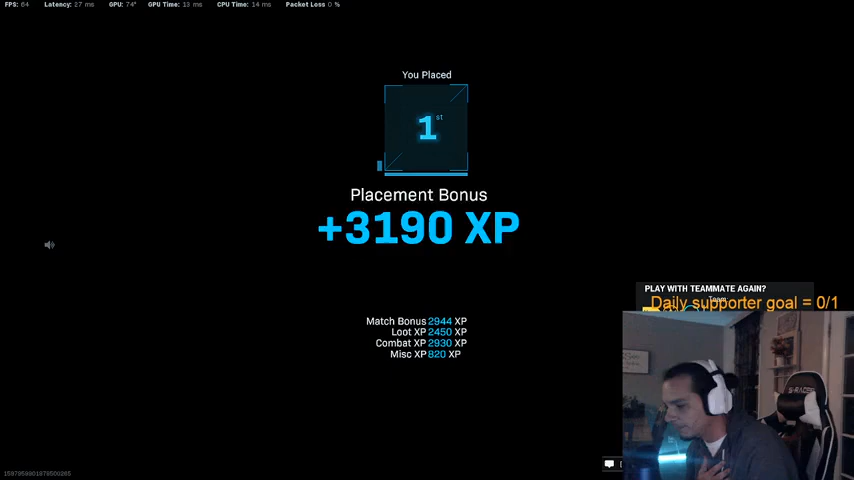 FPS: 64 Latency: 27 ms GPU: 74° GPU Time: 13 ms CPU Time: 14 ms Packet Loss 0 %
You Placed
1st
Placement Bonus
+3190 XP
Match Bonus 2944 XP
Loot XP 2450 XP
Combat XP 2930 XP
Misc XP 820 XP
PLAY WITH TEAMMATE AGAIN?
Daily supporter goal = 0/1